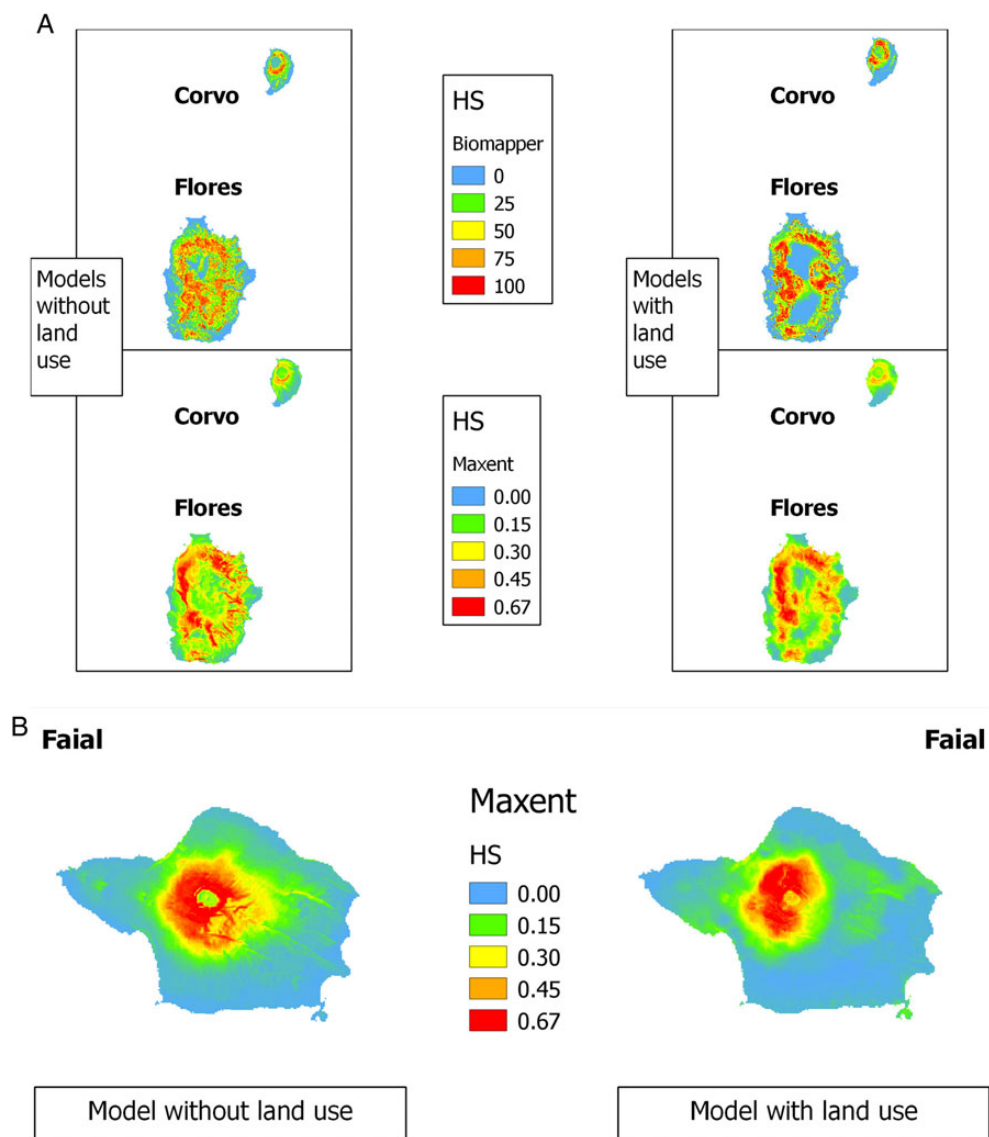 A
Corvo
Flores
Models
without
land
use
Corvo
Flores
HS
Biomapper
0
25
50
75
100
HS
Maxent
0.00
0.15
0.30
0.45
0.67
Corvo
Flores
Models
with
land
use
Corvo
Flores
B
Faial
Maxent
HS
0.00
0.15
0.30
0.45
0.67
Faial
Model without land use
Model with land use